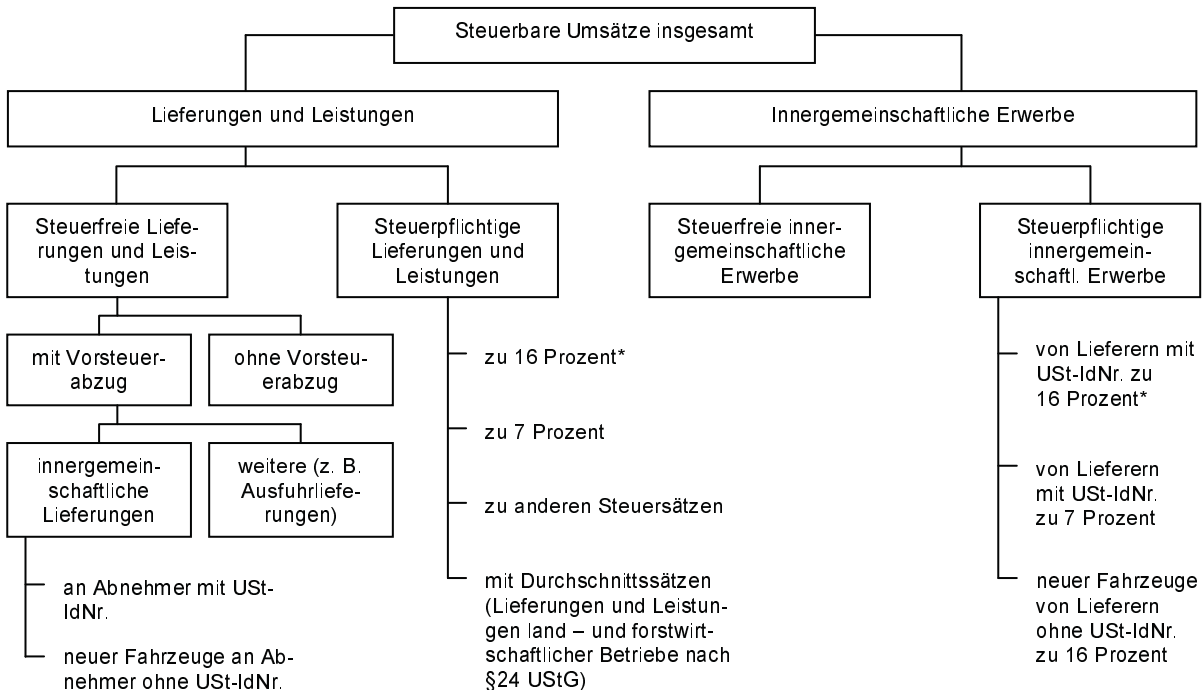 Steuerbare Umsätze insgesamt
Lieferungen und Leistungen
Innergemeinschaftliche Erwerbe
Steuerfreie Liefe-
rungen und Leis-
tungen
Steuerpflichtige
Lieferungen und
Leistungen
Steuerfreie inner-
gemeinschaftliche
Erwerbe
Steuerpflichtige
innergemein-
schaftl. Erwerbe
mit Vorsteuer-
abzug
ohne Vorsteu-
erabzug
innergemein-
schaftliche
Lieferungen
weitere (z. B.
Ausfuhrliefe-
rungen)
an Abnehmer mit USt-
IdNr.
neuer Fahrzeuge an Ab-
nehmer ohne USt-IdNr.
zu 16 Prozent*
zu 7 Prozent
zu anderen Steuersätzen
mit Durchschnittssätzen
(Lieferungen und Leistun-
gen land – und forstwirt-
schaftlicher Betriebe nach
§24 UStG)
von Lieferern mit
USt-IdNr. zu
16 Prozent*
von Lieferern
mit USt-IdNr.
zu 7 Prozent
neuer Fahrzeuge
von Lieferern
ohne USt-IdNr.
zu 16 Prozent